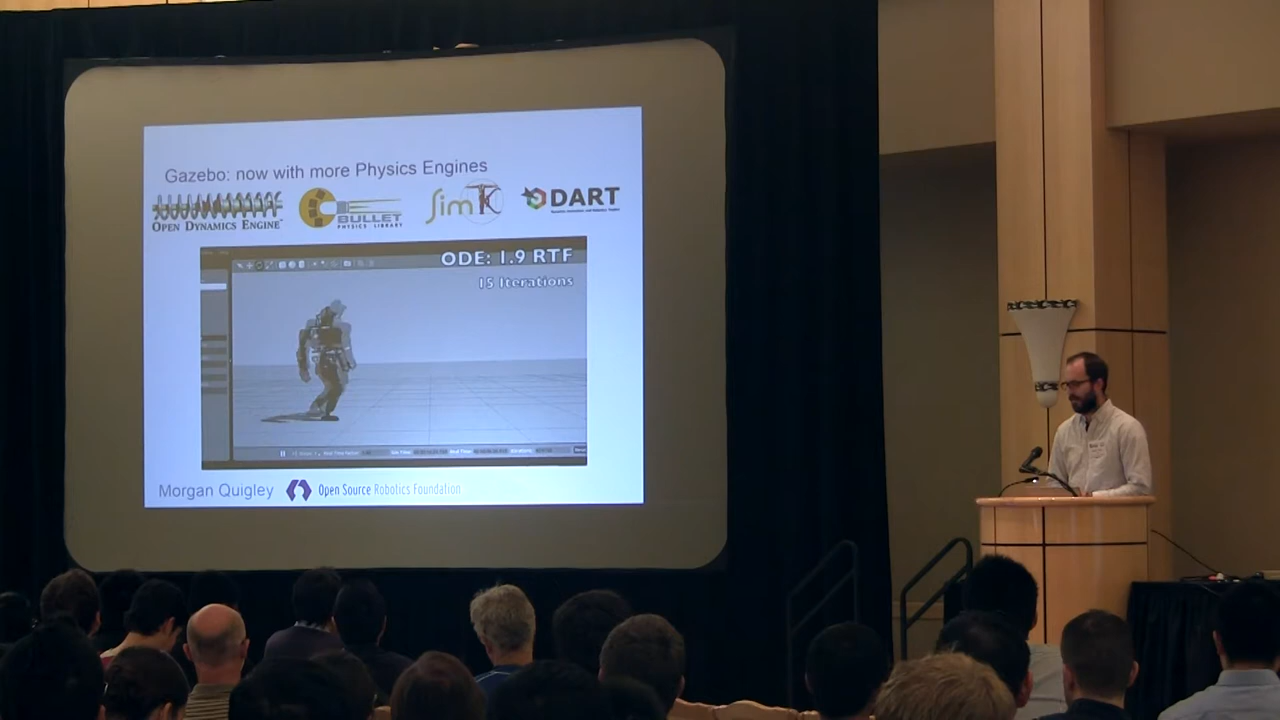 Gazebo: now with more Physics Engines
OPEN DYNAMICS ENGINE
BULLET
PHYSICS LIBRARY
SimTK
DART
ODE: 1.9 RTF
15 Iterations
Morgan Quigley
Open Source Robotics Foundation